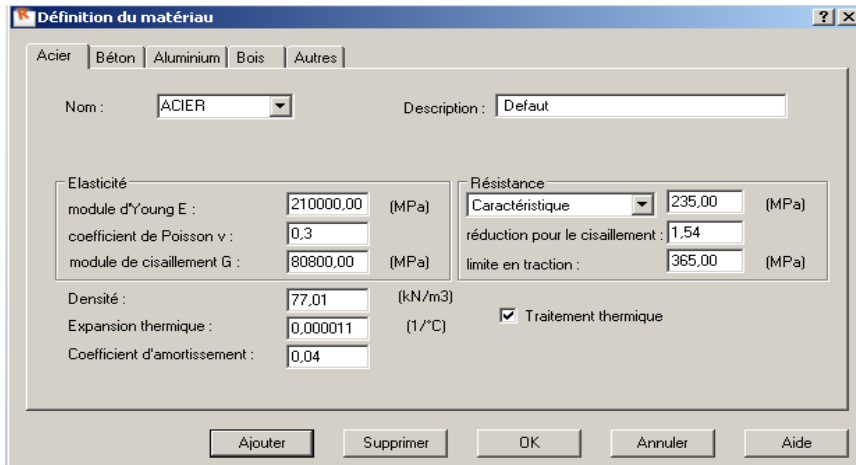 Définition du matériau
Acier Béton Aluminium Bois Autres
Nom : ACIER Description : Defaut
Elasticité
module d'Young E : 210000,00 (MPa)
coefficient de Poisson v : 0,3
module de cisaillement G : 80800,00 (MPa)
Résistance
Caractéristique 235,00 (MPa)
réduction pour le cisaillement : 1,54
limite en traction : 365,00 (MPa)
Densité : 77,01 (kN/m3)
Expansion thermique : 0,000011 (1/°C)
Coefficient d'amortissement : 0,04
Traitement thermique
Ajouter Supprimer OK Annuler Aide